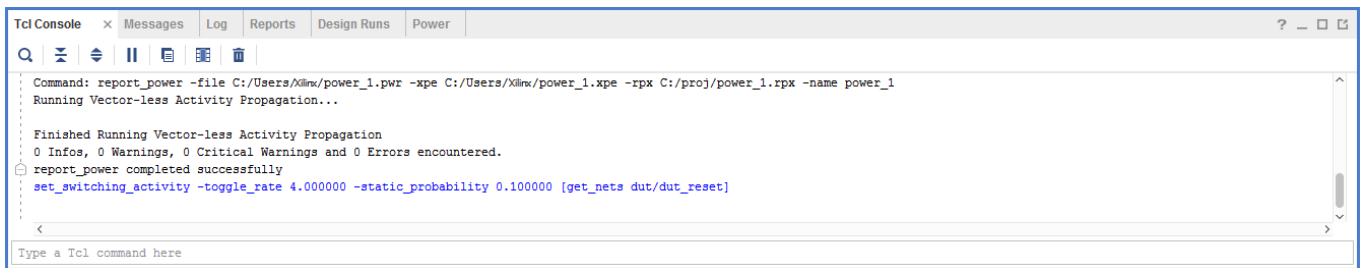 Tcl Console × Messages Log Reports Design Runs Power ?
Command: report_power -file C:/Users/Xilinx/power_1.pwr -xpe C:/Users/Xilinx/power_1.xpe -rpx C:/proj/power_1.rpx -name power_1
Running Vector-less Activity Propagation...
Finished Running Vector-less Activity Propagation
0 Infos, 0 Warnings, 0 Critical Warnings and 0 Errors encountered.
report_power completed successfully
set_switching_activity -toggle_rate 4.000000 -static_probability 0.100000 [get_nets dut/dut_reset]
Type a Tcl command here